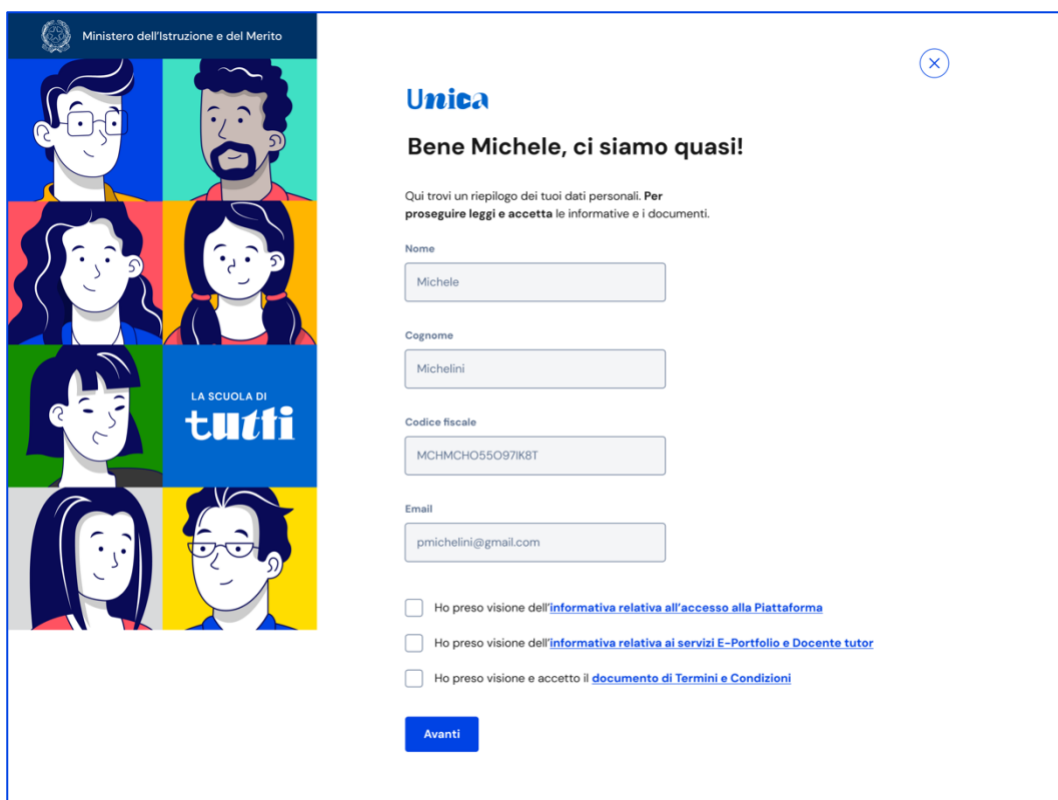 Ministero dell'Istruzione e del Merito
LA SCUOLA DI
tutti
Unica
Bene Michele, ci siamo quasi!
Qui trovi un riepilogo dei tuoi dati personali. Per
proseguire leggi e accetta le informative e i documenti.
Nome
Michele
Cognome
Michelini
Codice fiscale
MCHMCHO55O97IK8T
Email
pmichelini@gmail.com
Ho preso visione dell'informativa relativa all'accesso alla Piattaforma
Ho preso visione dell'informativa relativa ai servizi E-Portfolio e Docente tutor
Ho preso visione e accetto il documento di Termini e Condizioni
Avanti